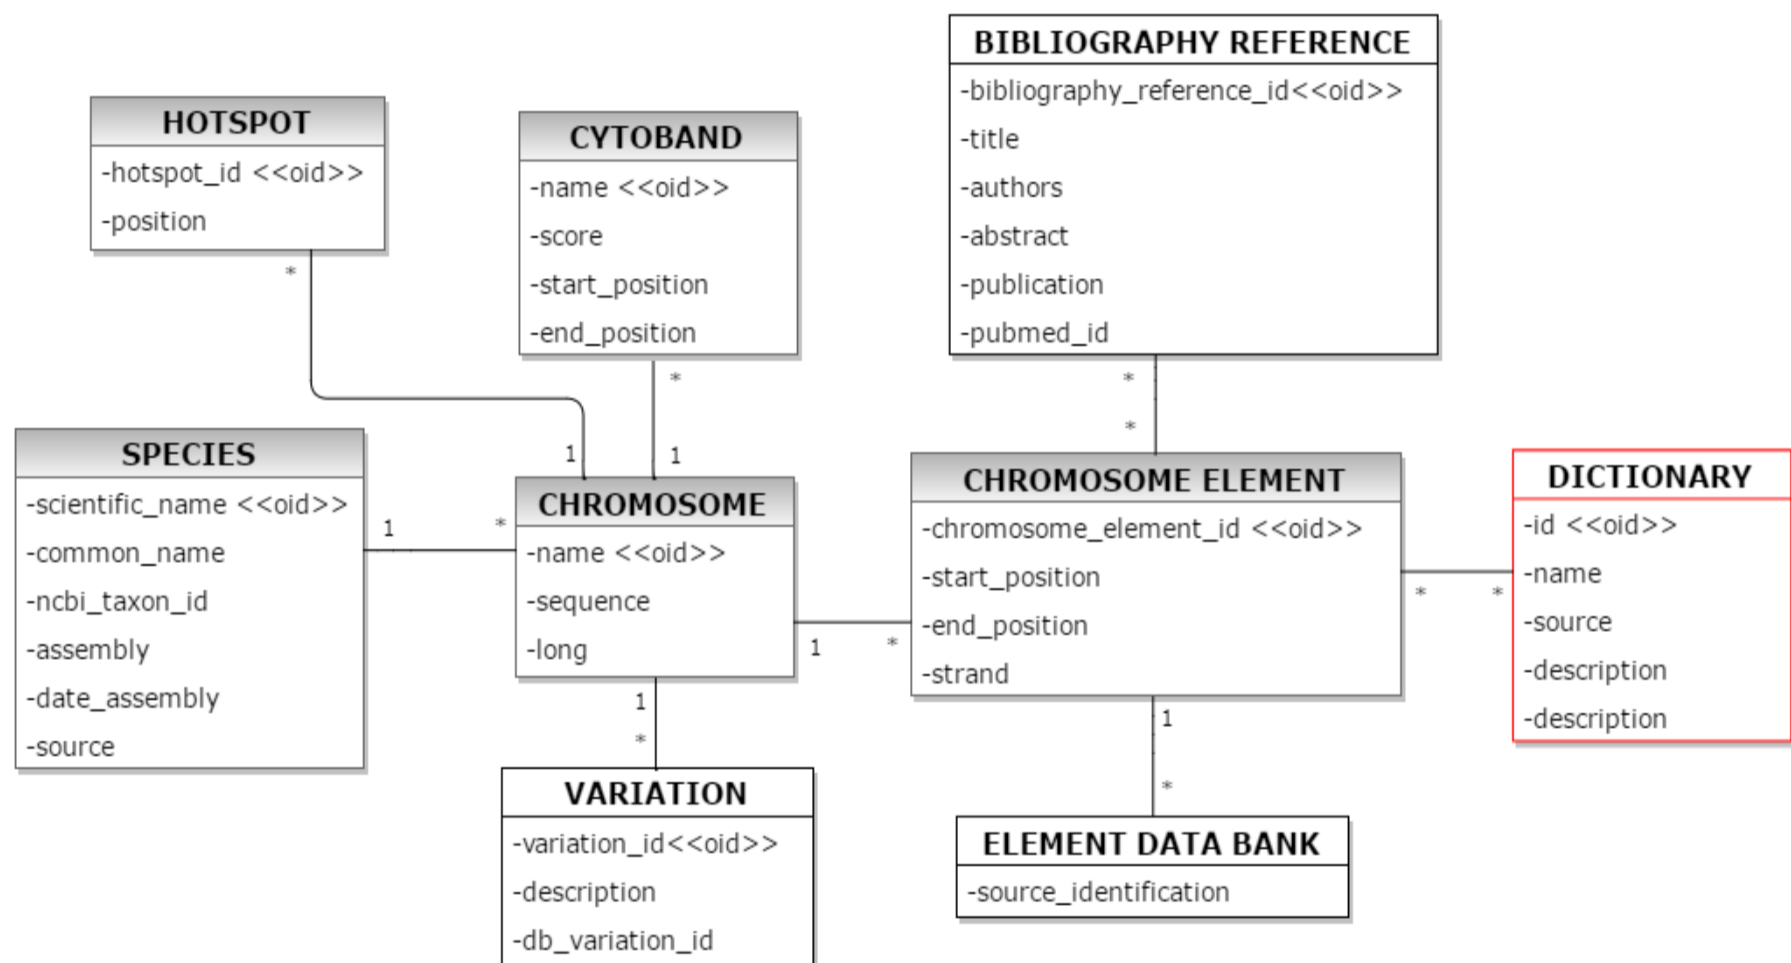 BIBLIOGRAPHY REFERENCE
-bibliography_reference_id<<oid>>
-title
-authors
-abstract
-publication
-pubmed_id
*
*
HOTSPOT
-hotspot_id <<oid>>
-position
*
1
CYTOBAND
-name <<oid>>
-score
-start_position
-end_position
*
1
SPECIES
-scientific_name <<oid>>
-common_name
-ncbi_taxon_id
-assembly
-date_assembly
-source
1
*
CHROMOSOME
-name <<oid>>
-sequence
-long
1
*
1
*
CHROMOSOME ELEMENT
-chromosome_element_id <<oid>>
-start_position
-end_position
-strand
*
*
1
*
DICTIONARY
-id <<oid>>
-name
-source
-description
-description
VARIATION
-variation_id<<oid>>
-description
-db_variation_id
ELEMENT DATA BANK
-source_identification